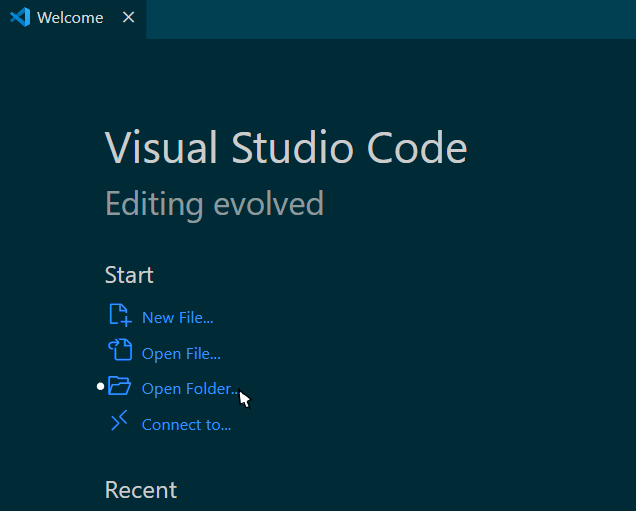 Welcome
Visual Studio Code
Editing evolved
Start
New File...
Open File...
Open Folder...
Connect to...
Recent